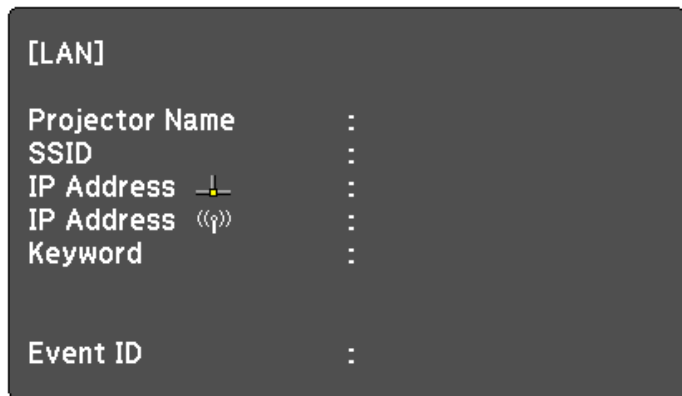 [LAN]
Projector Name :
SSID :
IP Address :
IP Address :
Keyword :
Event ID :